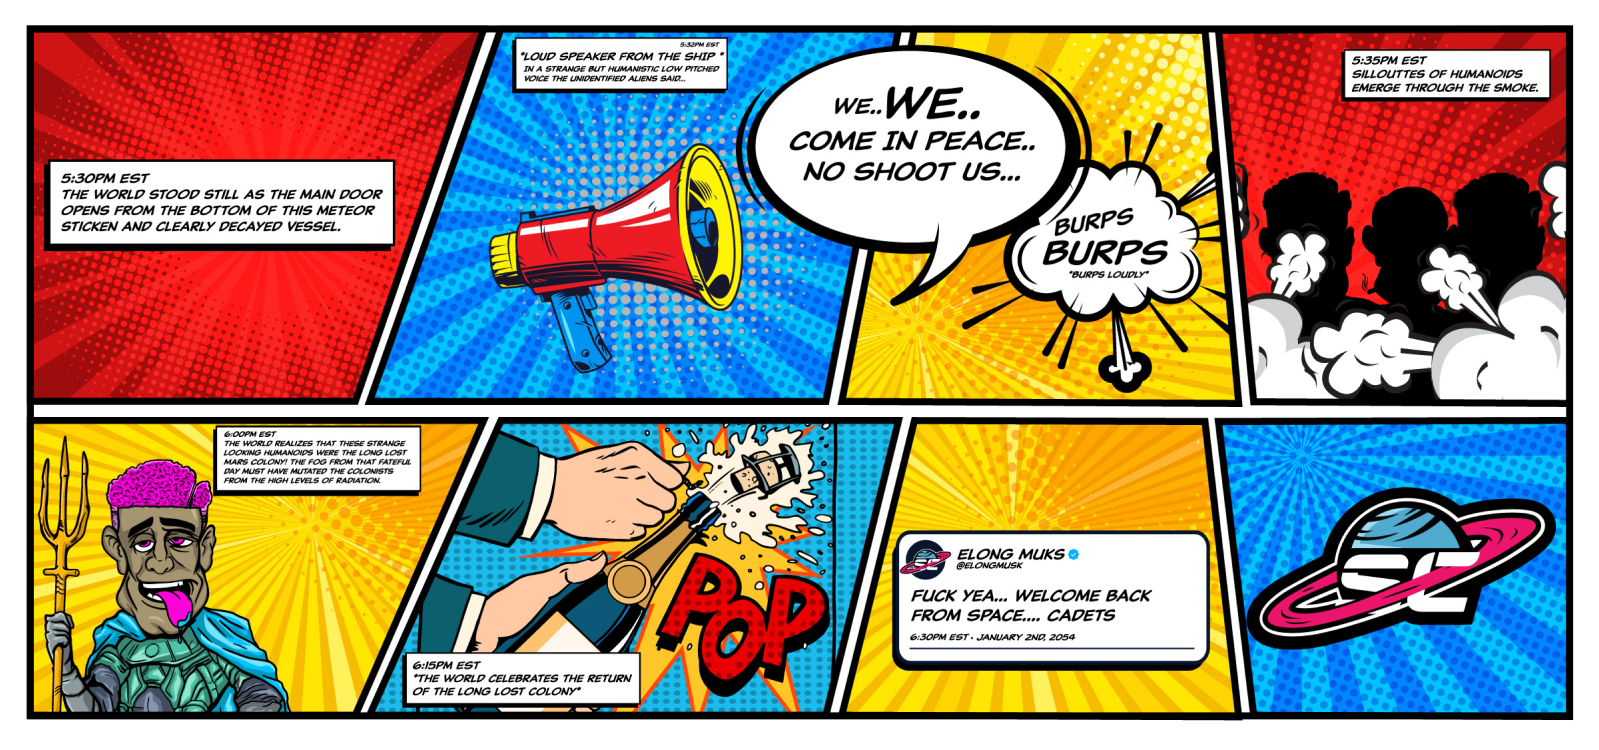 5:30PM EST
THE WORLD STOOD STILL AS THE MAIN DOOR
OPENS FROM THE BOTTOM OF THIS METEOR
STICKEN AND CLEARLY DECAYED VESSEL.
5:32PM EST
"LOUD SPEAKER FROM THE SHIP "
IN A STRANGE BUT HUMANISTIC LOW PITCHED
VOICE THE UNIDENTIFIED ALIENS SAID...
WE..WE..
COME IN PEACE..
NO SHOOT US...
BURPS
BURPS
"BURPS LOUDLY"
5:35PM EST
SILLOUTTES OF HUMANOIDS
EMERGE THROUGH THE SMOKE.
6:00PM EST
THE WORLD REALIZES THAT THESE STRANGE
LOOKING HUMANOIDS WERE THE LONG LOST
MARS COLONY! THE FOG FROM THAT FATEFUL
DAY MUST HAVE MUTATED THE COLONISTS
FROM THE HIGH LEVELS OF RADIATION.
POP
6:15PM EST
"THE WORLD CELEBRATES THE RETURN
OF THE LONG LOST COLONY"
EC
ELONG MUKS
@ELONGMUSK
FUCK YEA... WELCOME BACK
FROM SPACE.... CADETS
6:30PM EST · JANUARY 2ND, 2054
EC